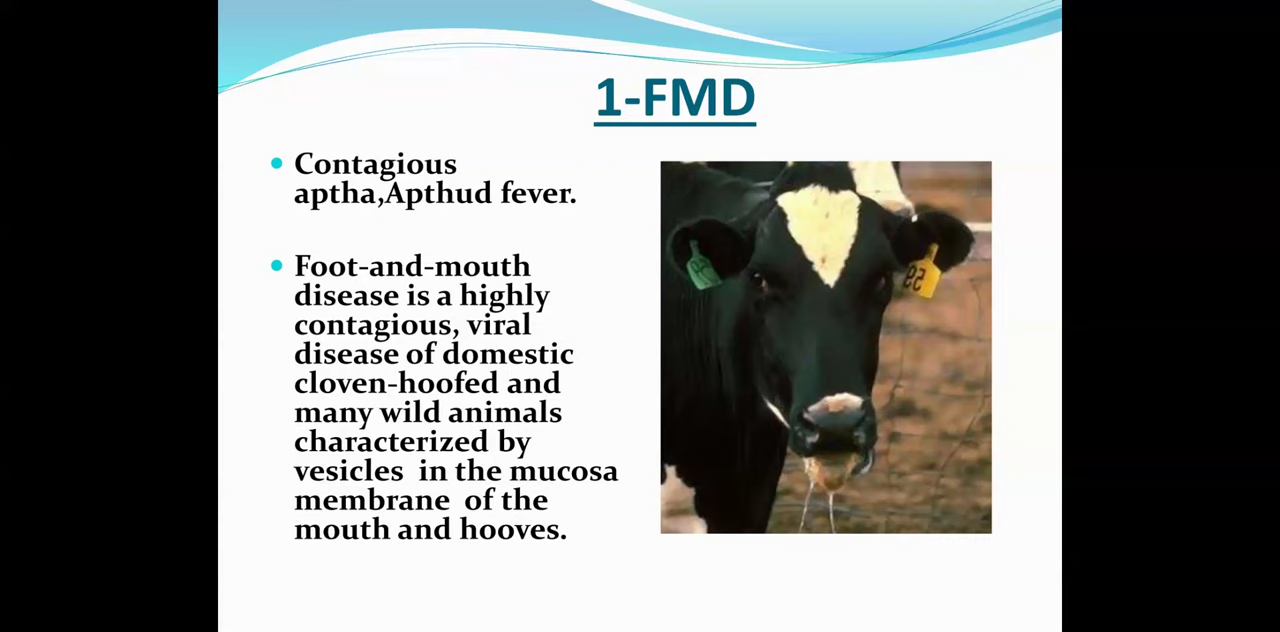 1-FMD
Contagious
aptha,Apthud fever.
Foot-and-mouth
disease is a highly
contagious, viral
disease of domestic
cloven-hoofed and
many wild animals
characterized by
vesicles in the mucosa
membrane of the
mouth and hooves.